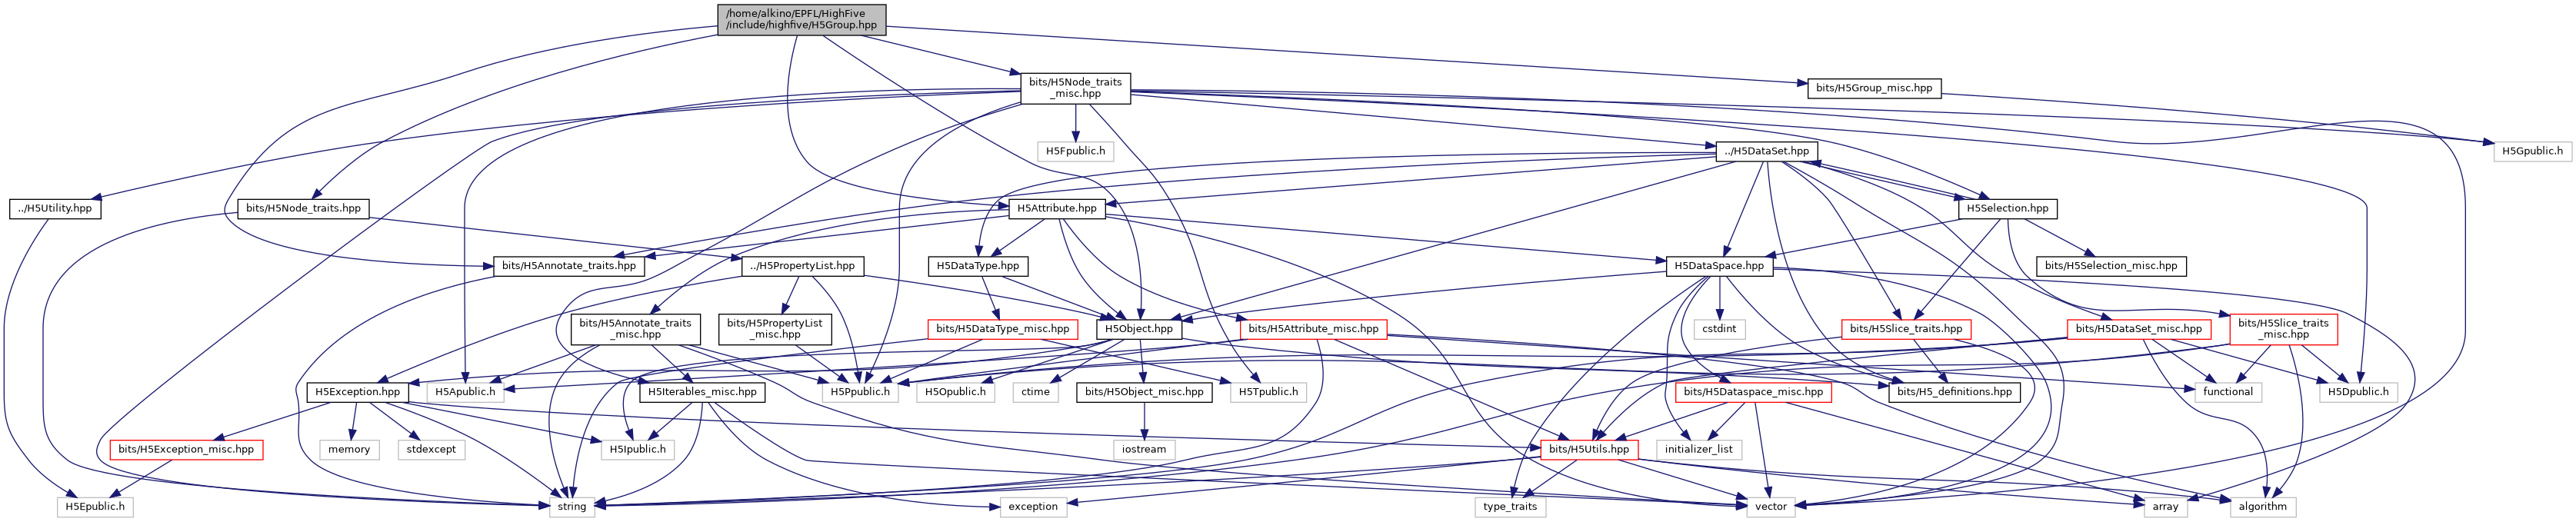 /home/alkino/EPFL/HighFive
/include/highfive/H5Group.hpp
bits/H5Node_traits
_misc.hpp
bits/H5Group_misc.hpp
H5Fpublic.h
../H5DataSet.hpp
H5Gpublic.h
../H5Utility.hpp
bits/H5Node_traits.hpp
H5Attribute.hpp
H5Selection.hpp
bits/H5Annotate_traits.hpp
../H5PropertyList.hpp
H5DataType.hpp
H5DataSpace.hpp
bits/H5Selection_misc.hpp
bits/H5Annotate_traits
_misc.hpp
bits/H5PropertyList
_misc.hpp
bits/H5DataType_misc.hpp
H5Object.hpp
bits/H5Attribute_misc.hpp
cstdint
bits/H5Slice_traits.hpp
bits/H5DataSet_misc.hpp
bits/H5Slice_traits
_misc.hpp
H5Exception.hpp
H5Apublic.h
H5Iterables_misc.hpp
H5Ppublic.h
H5Opublic.h
ctime
bits/H5Object_misc.hpp
H5Tpublic.h
bits/H5Dataspace_misc.hpp
bits/H5_definitions.hpp
functional
H5Dpublic.h
bits/H5Exception_misc.hpp
memory
stdexcept
H5Ipublic.h
iostream
bits/H5Utils.hpp
initializer_list
H5Epublic.h
string
exception
type_traits
vector
array
algorithm